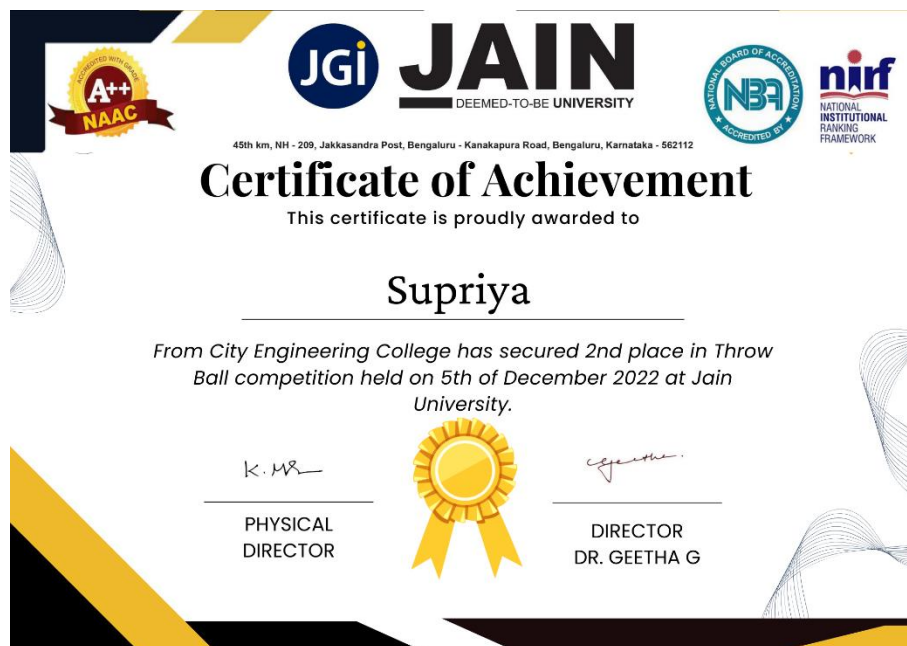 ACCREDITED WITH GRADE
A++
NAAC
JGi
JAIN
DEEMED-TO-BE UNIVERSITY
NATIONAL BOARD OF ACCREDITATION
NBA
ACCREDITED BY
nirf
NATIONAL
INSTITUTIONAL
RANKING
FRAMEWORK
45th km, NH - 209, Jakkasandra Post, Bengaluru - Kanakapura Road, Bengaluru, Karnataka - 562112
Certificate of Achievement
This certificate is proudly awarded to
Supriya
From City Engineering College has secured 2nd place in Throw
Ball competition held on 5th of December 2022 at Jain
University.
Geetha.
PHYSICAL
DIRECTOR
DIRECTOR
DR. GEETHA G